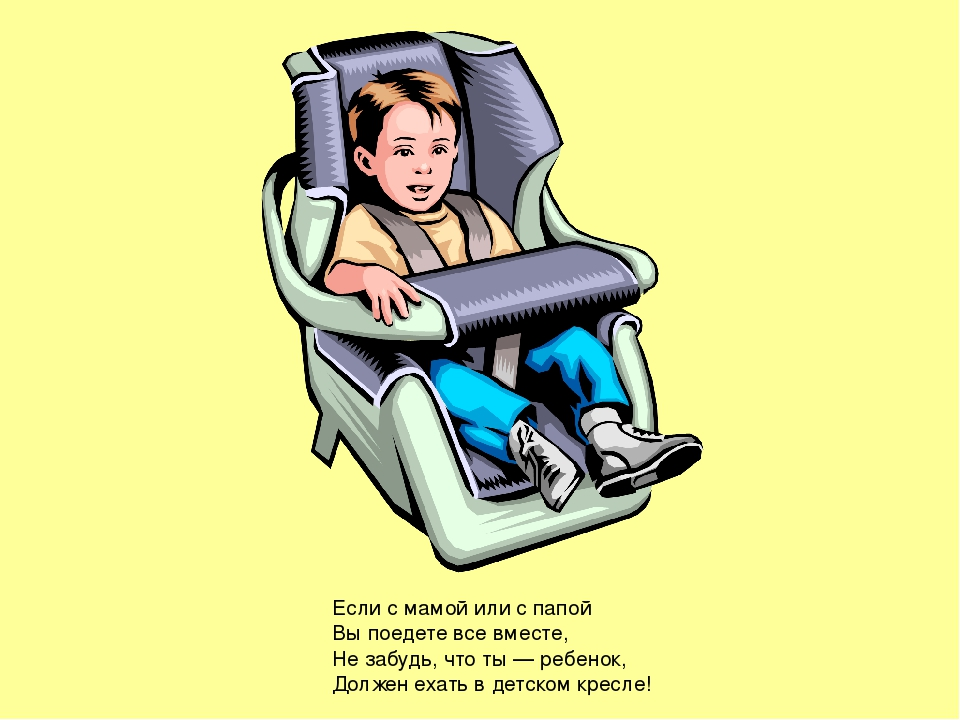 Если с мамой или с папой
Вы поедете все вместе,
Не забудь, что ты — ребенок,
Должен ехать в детском кресле!